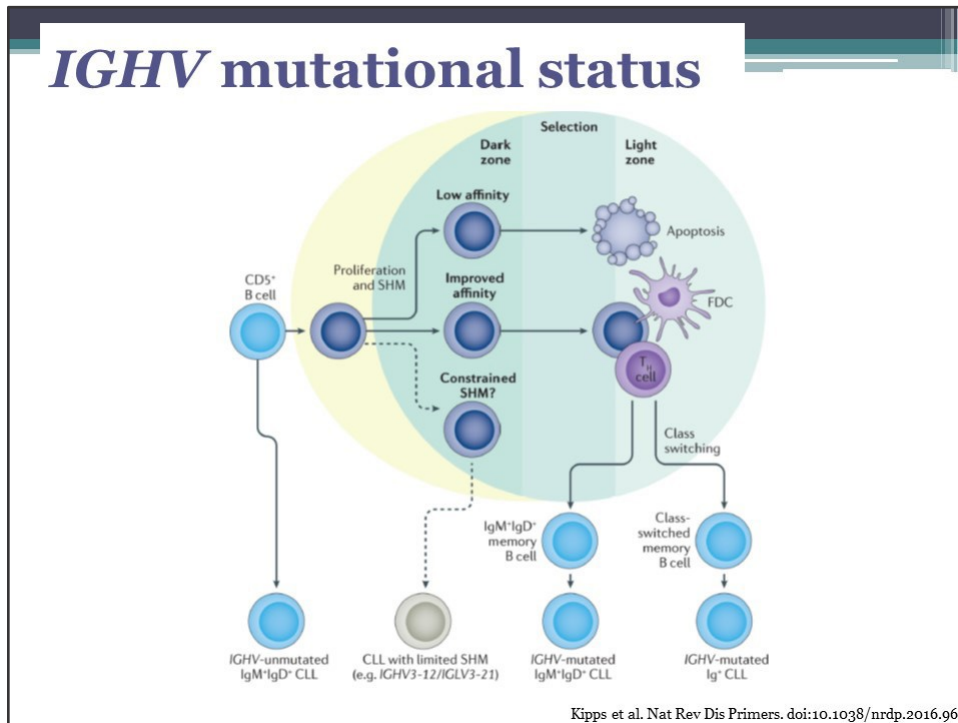 IGHV mutational status
Selection
Dark
zone
Light
zone
Low affinity
Apoptosis
Proliferation
and SHM
Improved
affinity
CD5⁺
B cell
FDC
T_H
cell
Constrained
SHM?
Class
switching
IgM⁺IgD⁺
memory
B cell
Class-
switched
memory
B cell
IGHV-unmutated
IgM⁺IgD⁺ CLL
CLL with limited SHM
(e.g. IGHV3-12/IGLV3-21)
IGHV-mutated
IgM⁺IgD⁺ CLL
IGHV-mutated
Ig⁺ CLL
Kipps et al. Nat Rev Dis Primers. doi:10.1038/nrdp.2016.96